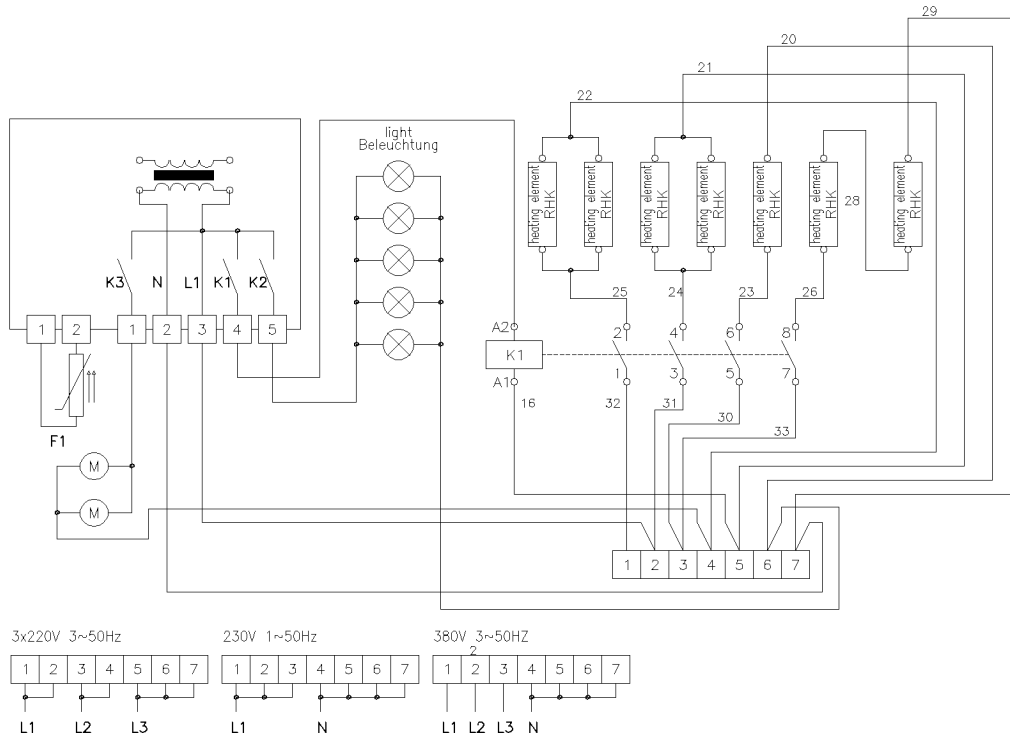 29
20
21
22
light
Beleuchtung
heating element
RHK
heating element
RHK
heating element
RHK
heating element
RHK
heating element
RHK
heating element
RHK
28
heating element
RHK
K3 N L1 K1 K2
25 24 23 26
1 2 1 2 3 4 5
A2 2 4 6 8
K1
A1 1 3 5 7
16 32 31 30 33
F1
M
M
1 2 3 4 5 6 7
3x220V 3~50Hz
1 2 3 4 5 6 7
L1 L2 L3
230V 1~50Hz
1 2 3 4 5 6 7
L1 N
380V 3~50HZ
2
1 2 3 4 5 6 7
L1 L2 L3 N